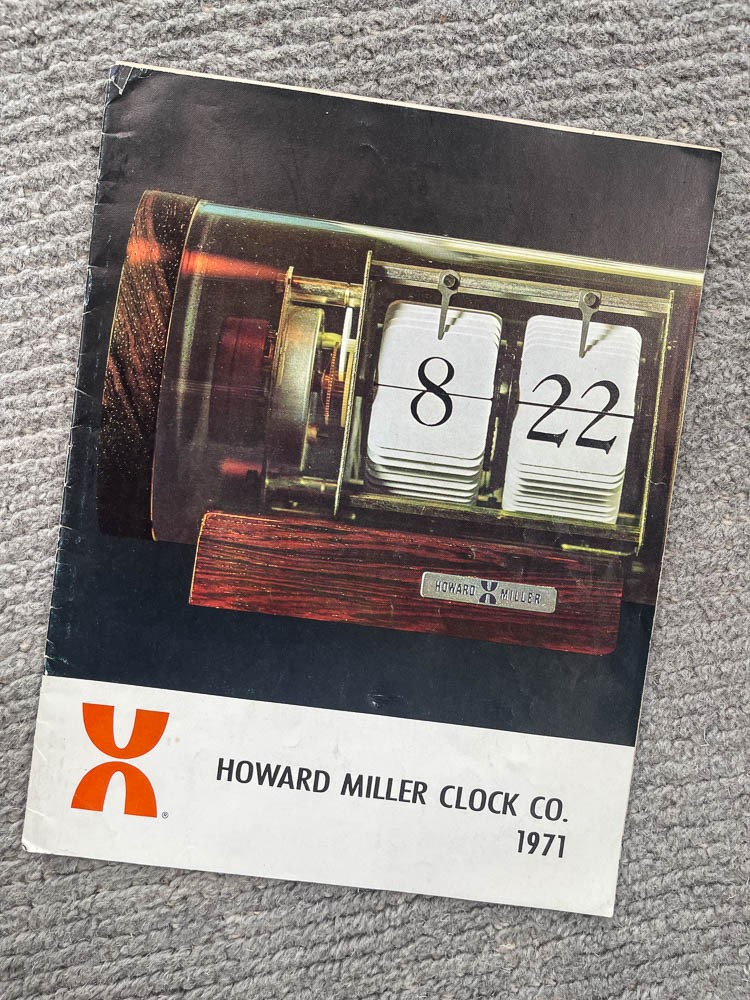 8 22
HOWARD MILLER
HOWARD MILLER CLOCK CO.
1971
®